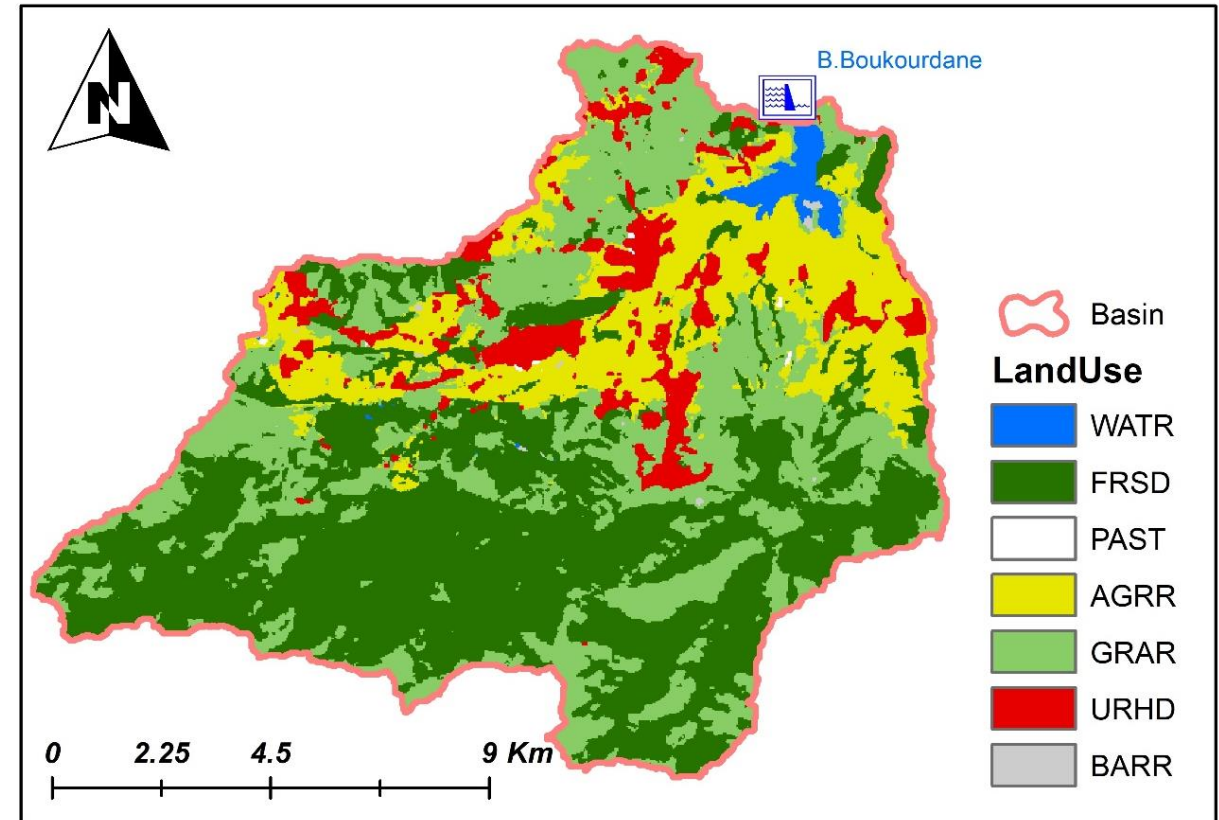 N
B.Boukourdane
Basin
LandUse
WATR
FRSD
PAST
AGRR
GRAR
URHD
BARR
0 2.25 4.5 9 Km